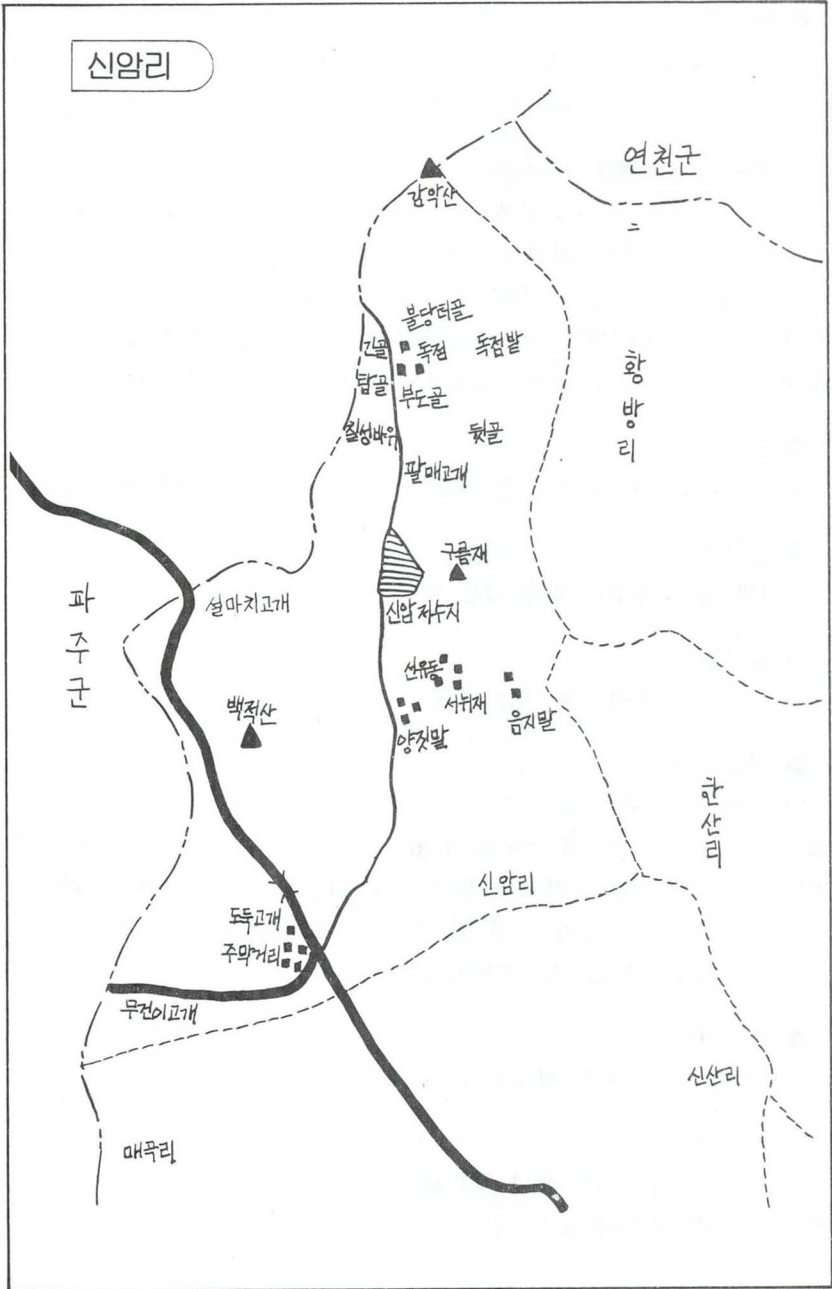 신암리
연천군
감악산
불당터골
긴골
독점
독점밭
황방리
탑골
부도골
칠성바위
뒷골
팔매고개
구름재
파주군
설마치고개
신암저수지
선유동
서뉘재
음지말
백적산
양짓말
한산리
신암리
도둑고개
주막거리
무건이고개
신산리
매곡리